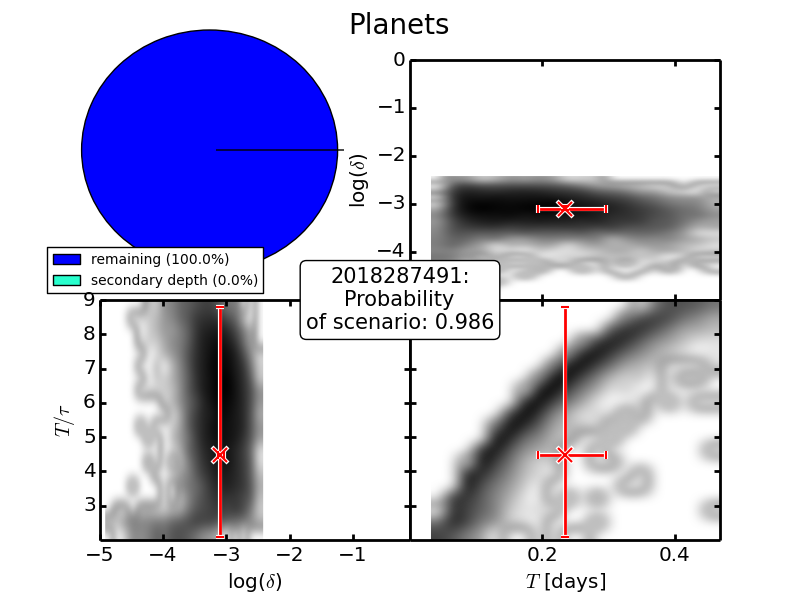 Planets
remaining (100.0%)
secondary depth (0.0%)
0
−1
−2
−3
−4
log(δ)
2018287491:
Probability
of scenario: 0.986
9
8
7
6
5
4
3
T/τ
−5 −4 −3 −2 −1
log(δ)
0.2 0.4
T [days]